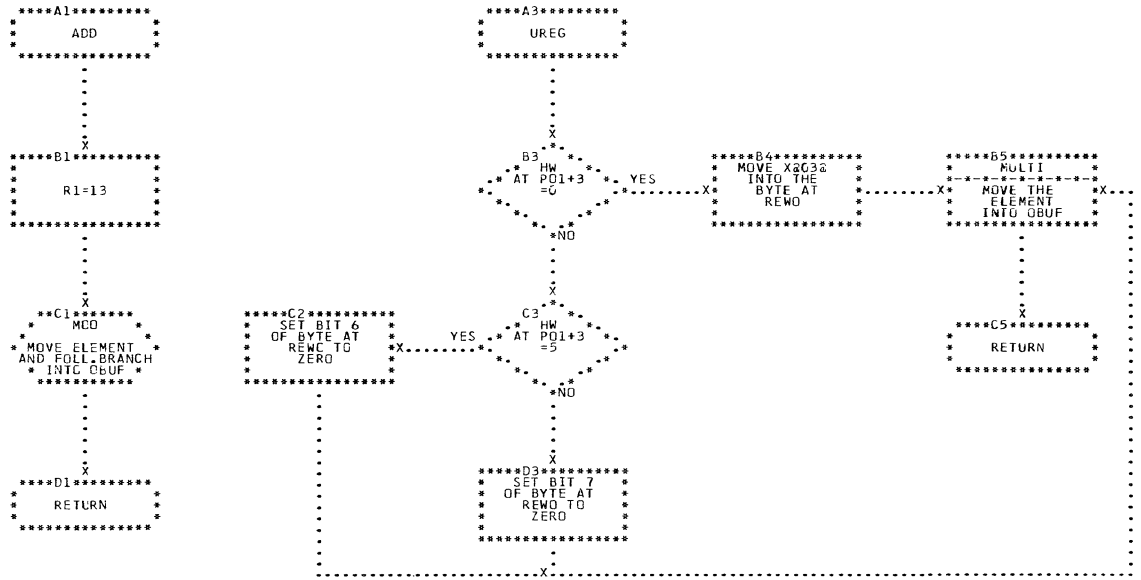 A1
ADD
B1
R1=13
C1
MCO
MOVE ELEMENT
AND FOLL.BRANCH
INTO OBUF
D1
RETURN
A3
UREG
B3
HW
AT PO1+3
=0
YES
NO
B4
MOVE X@03@
INTO THE
BYTE AT
REWO
B5
MULTI
MOVE THE
ELEMENT
INTO OBUF
C5
RETURN
C3
HW
AT PO1+3
=5
YES
NO
C2
SET BIT 6
OF BYTE AT
REWO TO
ZERO
D3
SET BIT 7
OF BYTE AT
REWO TO
ZERO